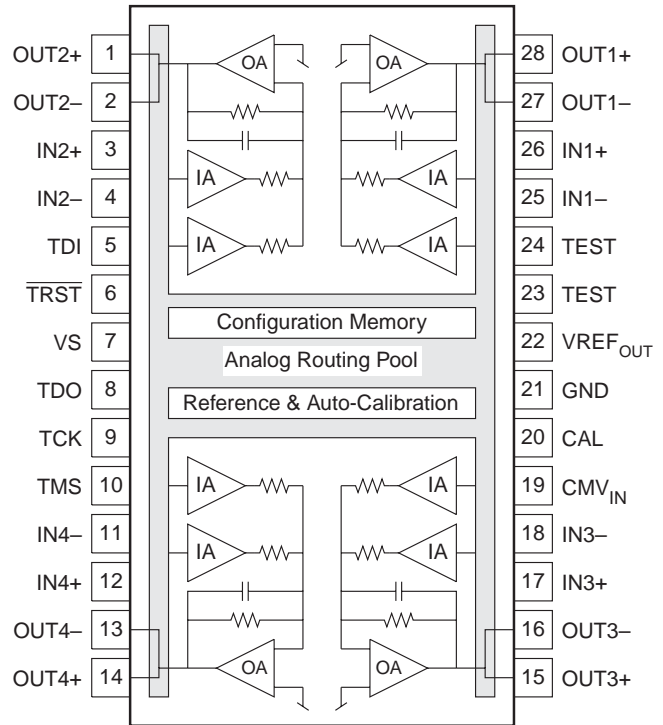 OUT2+ 1 OA OA 28 OUT1+
OUT2– 2 27 OUT1–
IN2+ 3 26 IN1+
IN2– 4 IA IA 25 IN1–
TDI 5 IA IA 24 TEST
TRST 6 23 TEST
Configuration Memory
VS 7 22 VREFOUT
Analog Routing Pool
TDO 8 21 GND
Reference & Auto-Calibration
TCK 9 20 CAL
TMS 10 IA IA 19 CMVIN
IN4– 11 IA IA 18 IN3–
IN4+ 12 17 IN3+
OUT4– 13 16 OUT3–
OUT4+ 14 OA OA 15 OUT3+